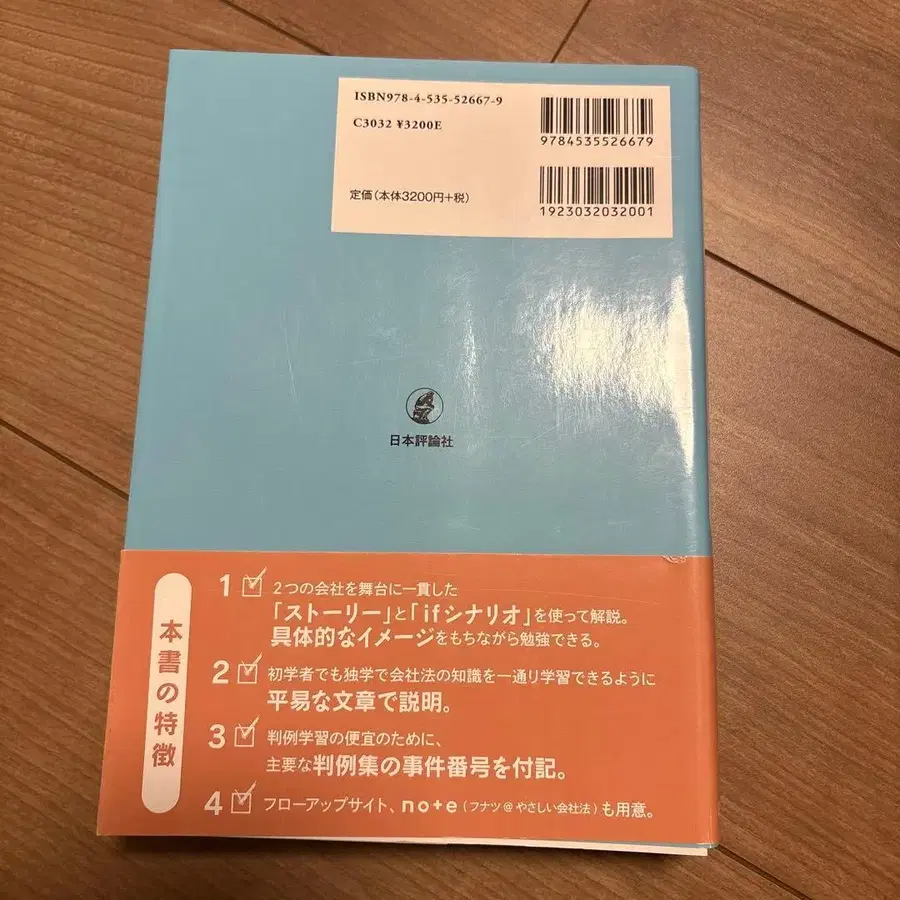 ISBN978-4-535-52667-9
C3032 ¥3200E
定価(本体3200円+税)
9784535526679
1923032032001
日本評論社
本書の特徴
1 2つの会社を舞台に一貫した
「ストーリー」と「ifシナリオ」を使って解説。
具体的なイメージをもちながら勉強できる。
2 初学者でも独学で会社法の知識を一通り学習できるように
平易な文章で説明。
3 判例学習の便宜のために、
主要な判例集の事件番号を付記。
4 フローアップサイト、note(フナツ@やさしい会社法)も用意。